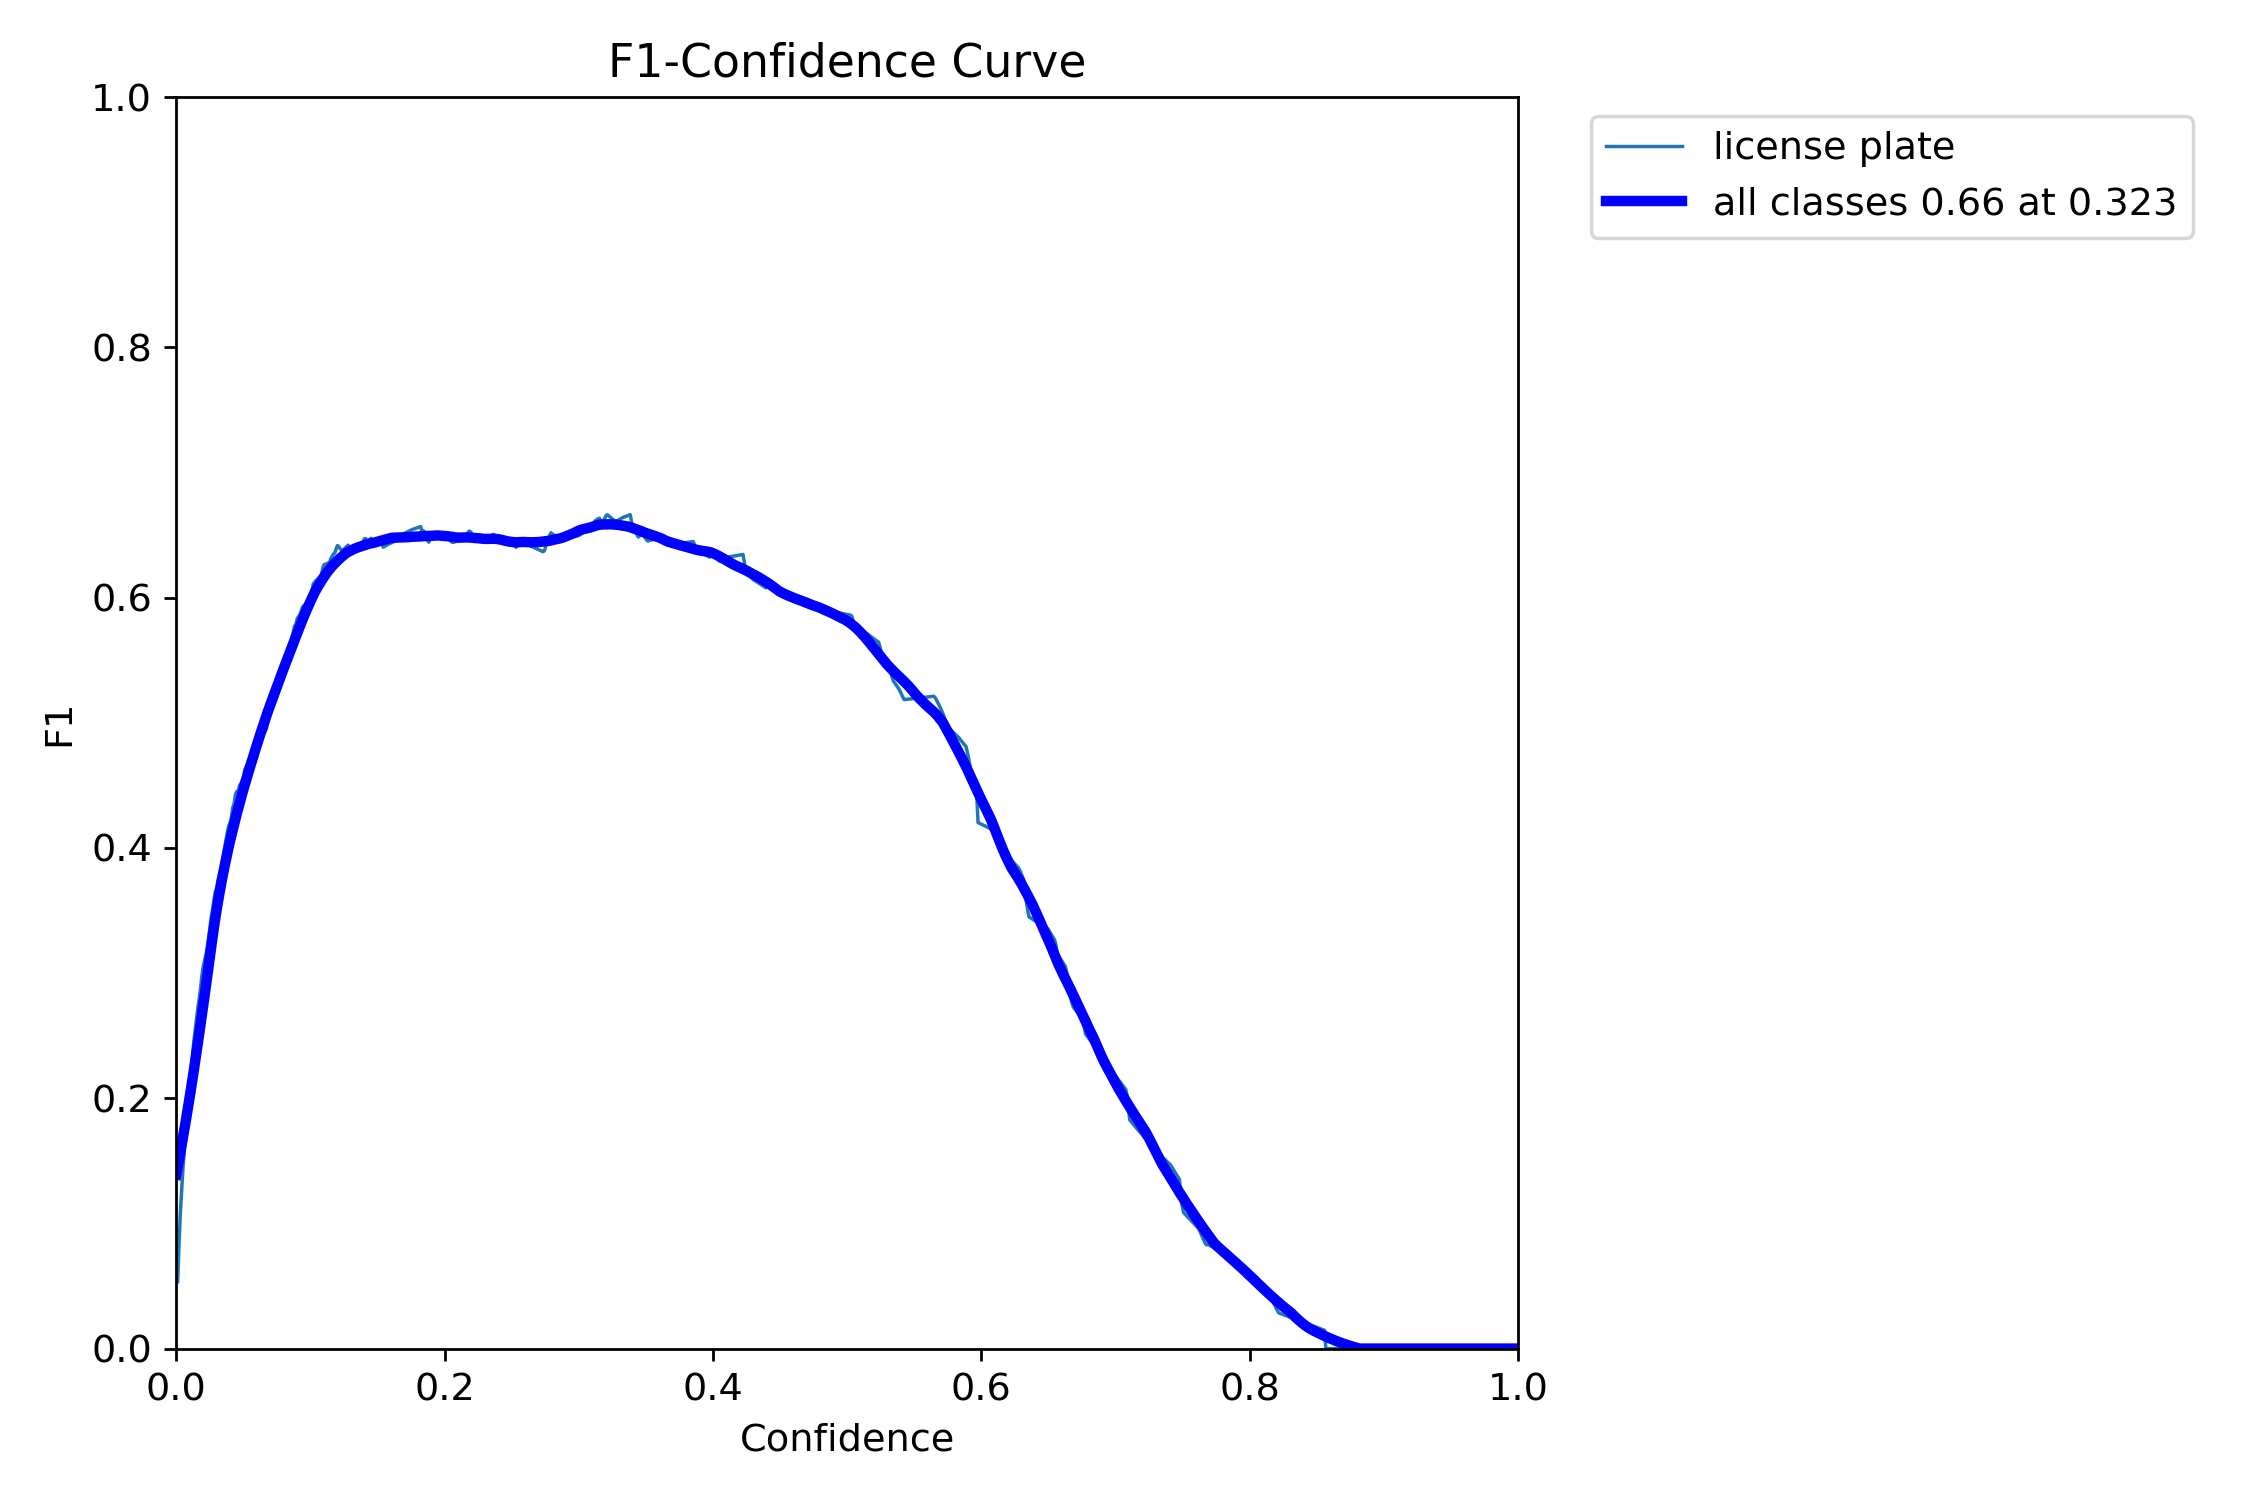 F1-Confidence Curve
1.0
0.8
0.6
0.4
0.2
0.0
F1
0.0 0.2 0.4 0.6 0.8 1.0
Confidence
license plate
all classes 0.66 at 0.323